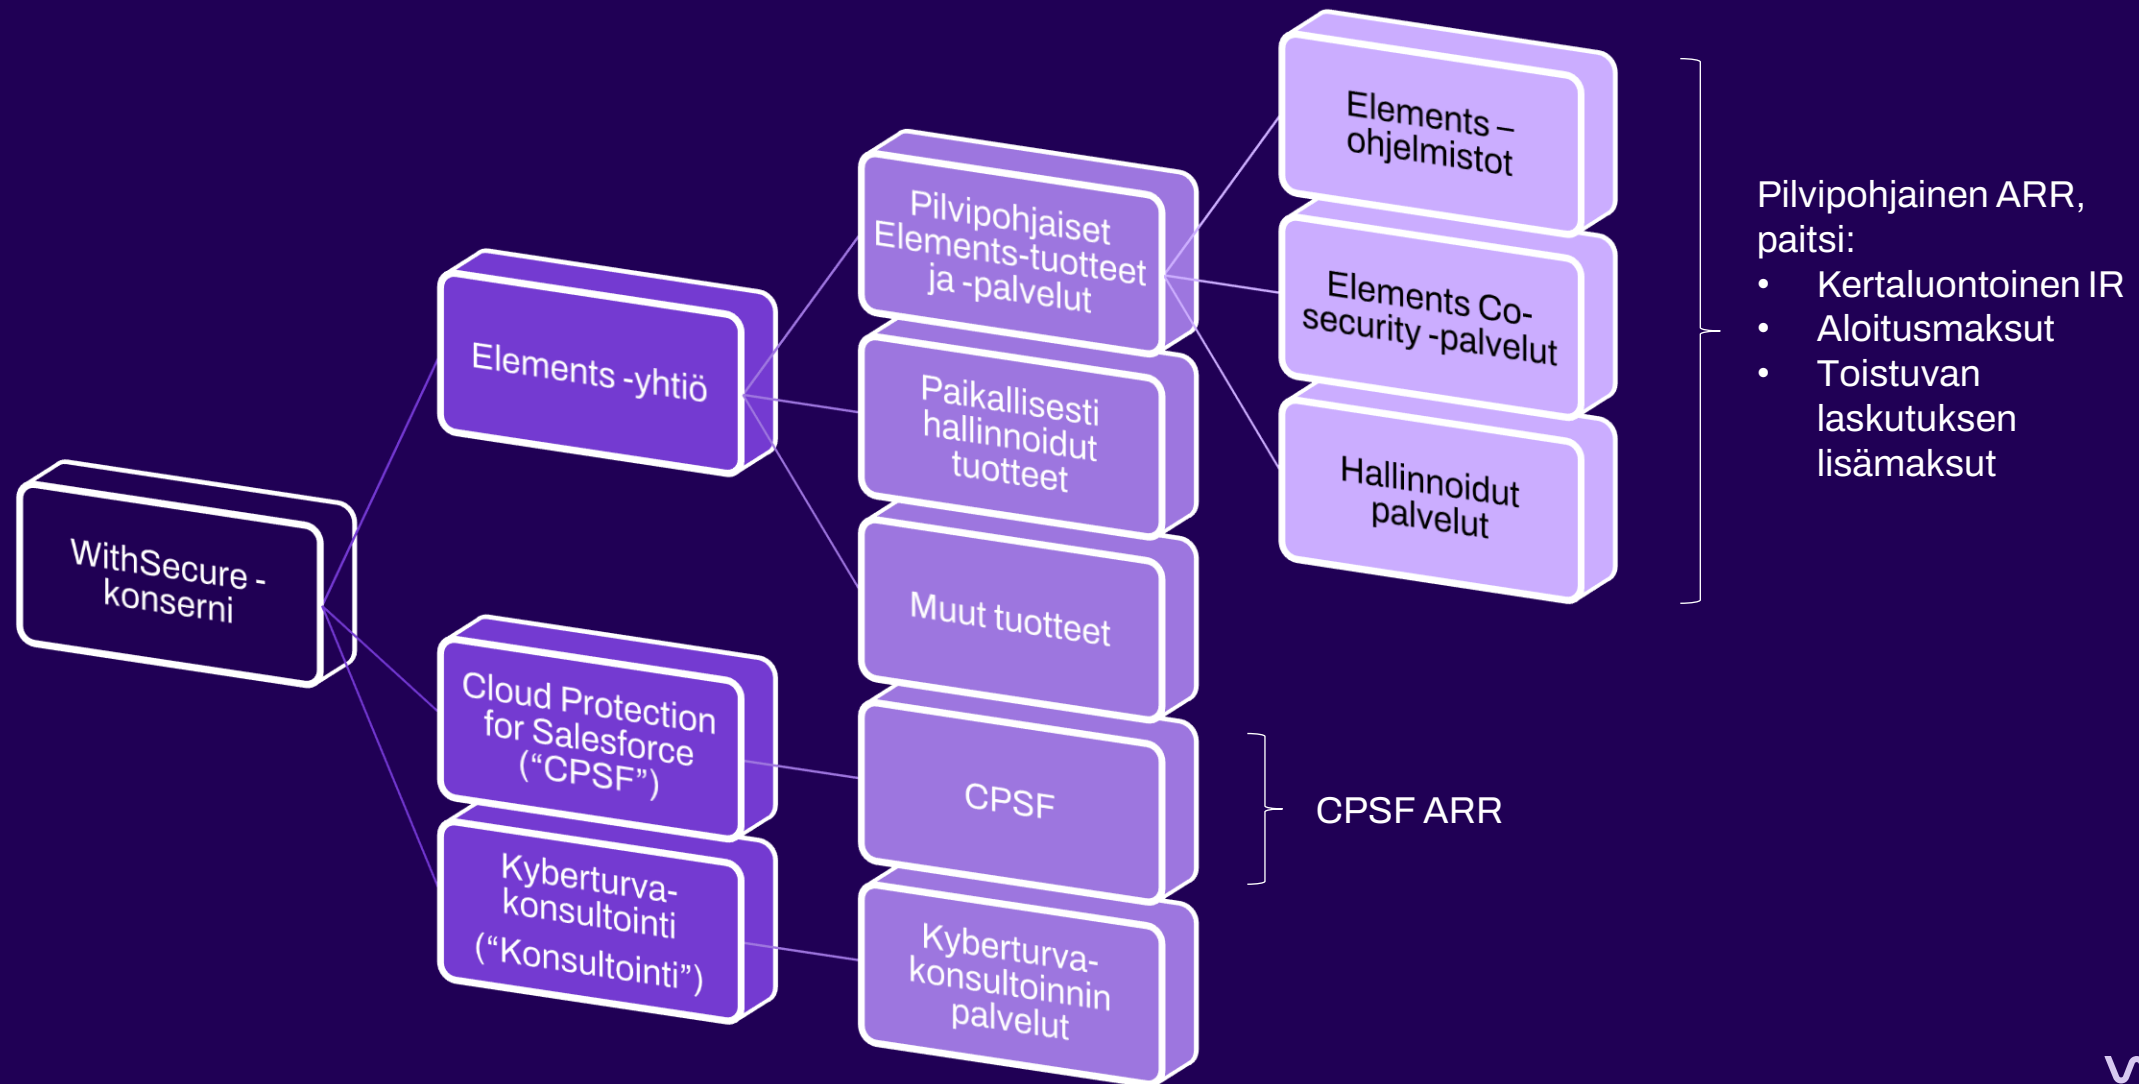 WithSecure -
konserni
Elements -yhtiö
Cloud Protection
for Salesforce
(“CPSF”)
Kyberturva-
konsultointi
(“Konsultointi”)
Pilvipohjaiset
Elements-tuotteet
ja -palvelut
Paikallisesti
hallinnoidut
tuotteet
Muut tuotteet
CPSF
Kyberturva-
konsultoinnin
palvelut
Elements –
ohjelmistot
Elements Co-
security -palvelut
Hallinnoidut
palvelut
Pilvipohjainen ARR,
paitsi:
• Kertaluontoinen IR
• Aloitusmaksut
• Toistuvan
laskutuksen
lisämaksut
CPSF ARR